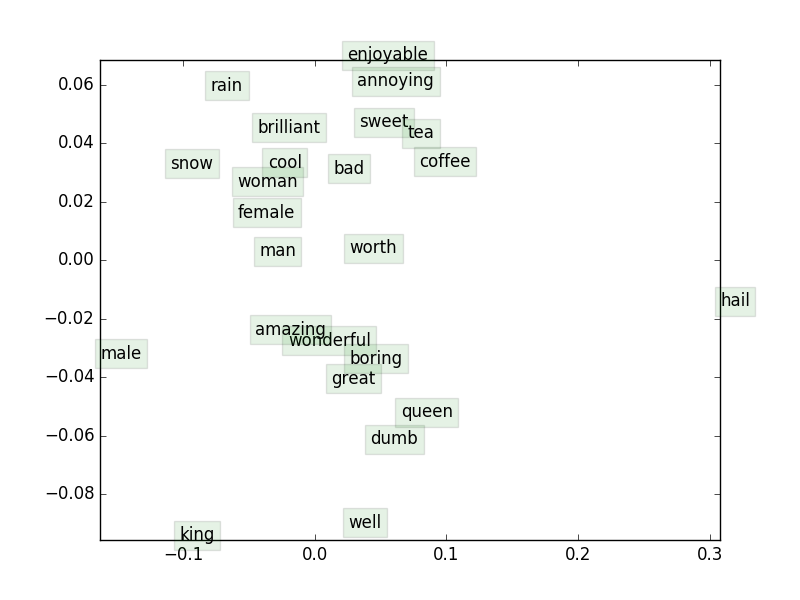 enjoyable
0.06
rain
annoying
brilliant
sweet
tea
0.04
snow
cool
bad
coffee
woman
0.02
female
man
worth
0.00
hail
−0.02
amazing
wonderful
male
boring
−0.04
great
queen
−0.06
dumb
−0.08
well
king
−0.1
0.0
0.1
0.2
0.3